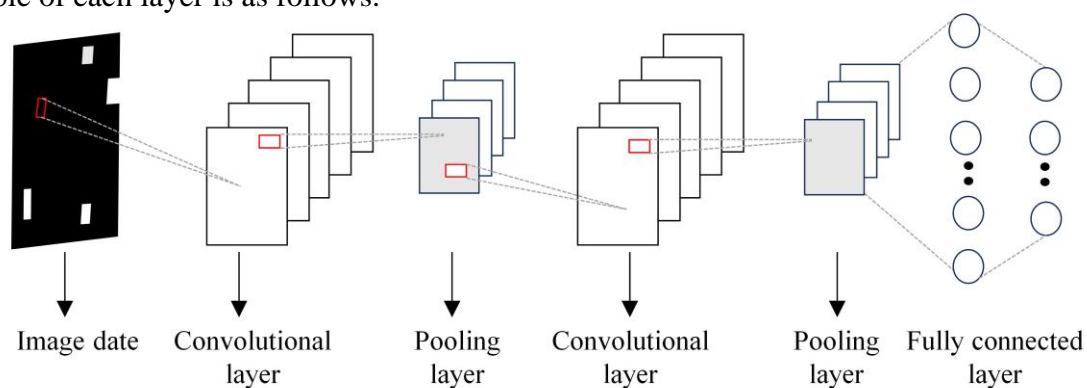 ole of each layer is as follows:
Image date
Convolutional
layer
Pooling
layer
Convolutional
layer
Pooling
layer
Fully connected
layer